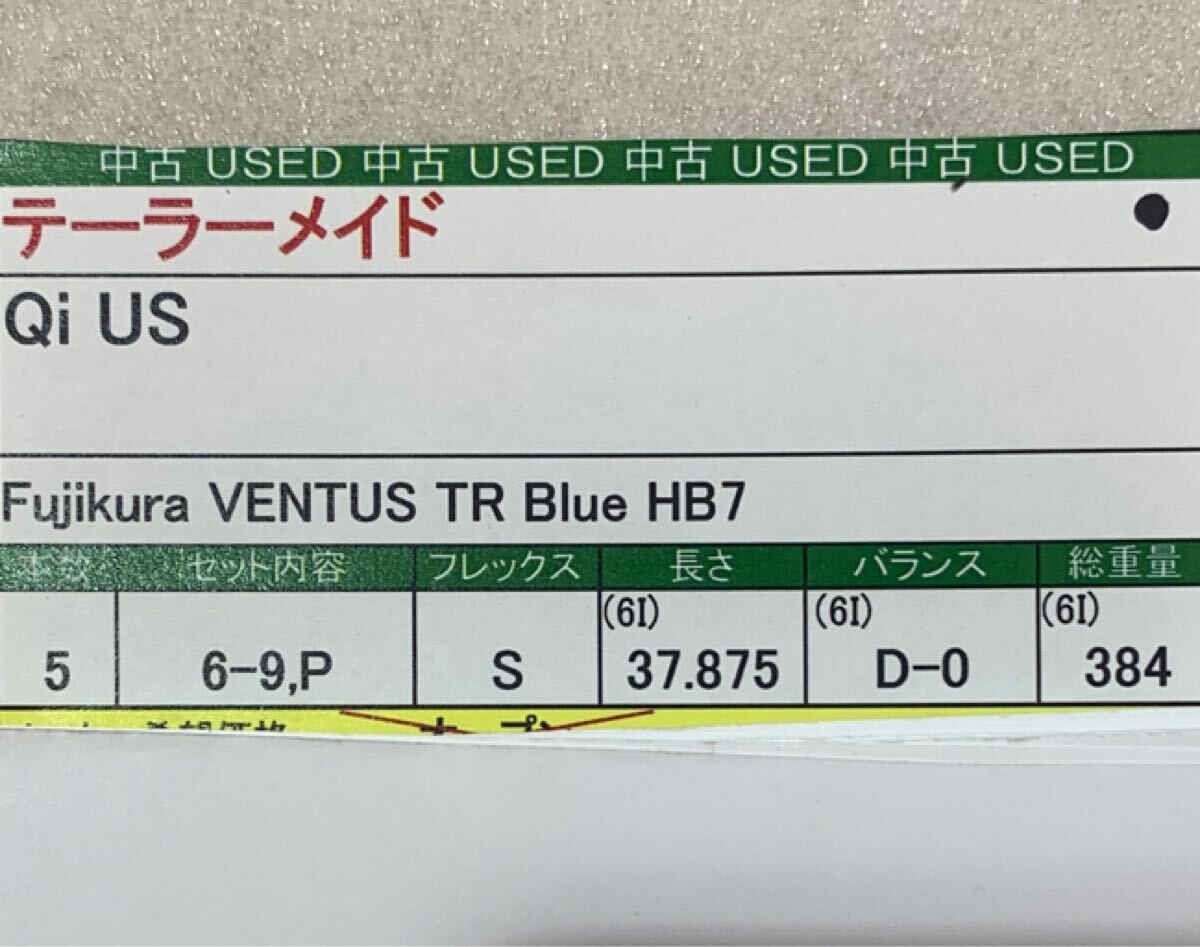 中古 USED 中古 USED 中古 USED 中古 USED
テーラーメイド
Qi US
Fujikura VENTUS TR Blue HB7
本数 セット内容 フレックス 長さ バランス 総重量
(6I) (6I) (6I)
5 6-9,P S 37.875 D-0 384